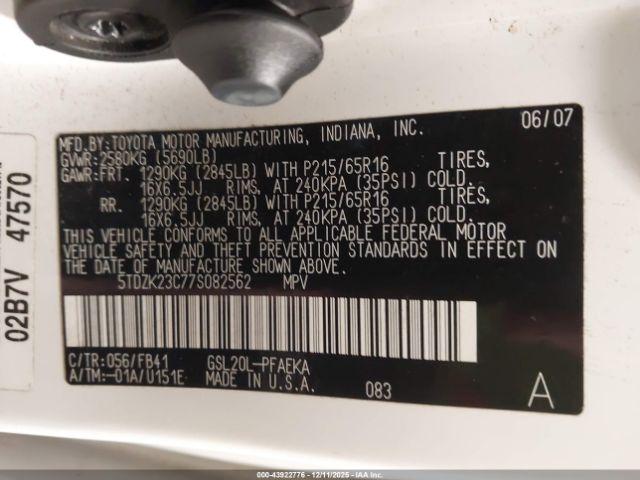 MFD.BY:TOYOTA MOTOR MANUFACTURING, INDIANA, INC. 06/07
GVWR:2580KG (5690LB)
GAWR:FRT. 1290KG (2845LB) WITH P215/65R16 TIRES,
16X6.5JJ RIMS, AT 240KPA (35PSI) COLD.
RR. 1290KG (2845LB) WITH P215/65R16 TIRES,
16X6.5JJ RIMS, AT 240KPA (35PSI) COLD.
THIS VEHICLE CONFORMS TO ALL APPLICABLE FEDERAL MOTOR
VEHICLE SAFETY AND THEFT PREVENTION STANDARDS IN EFFECT ON
THE DATE OF MANUFACTURE SHOWN ABOVE.
5TDZK23C77S082562 MPV
C/TR:056/FB41 GSL20L-PFAEKA
A/TM:-01A/U151E MADE IN U.S.A. 083 A
02B7V 47570
© IAAI-43922776 - 12/11/2025 - IAAI.COM